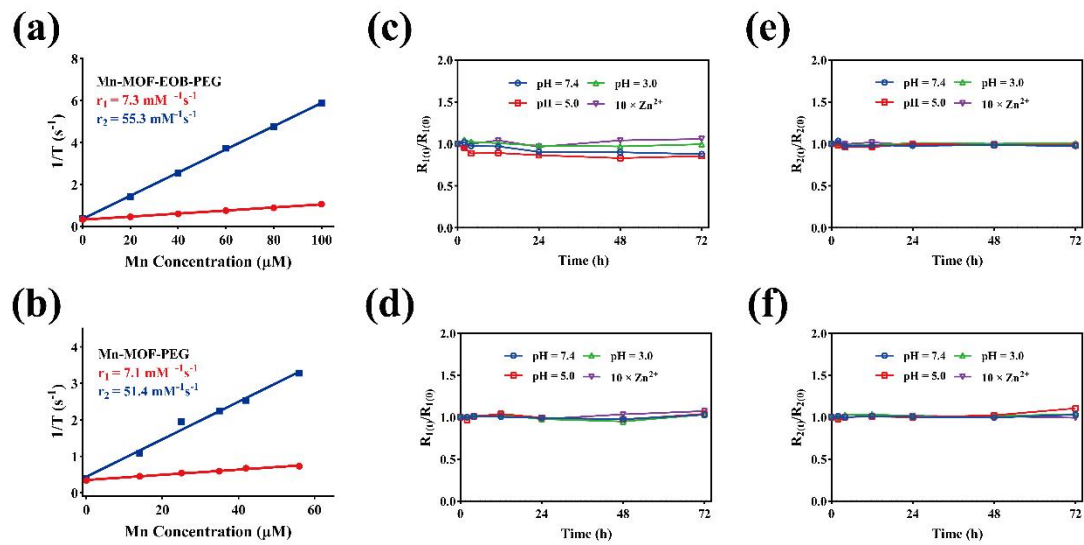 (a)
Mn-MOF-EOB-PEG
r₁ = 7.3 mM ⁻¹s⁻¹
r₂ = 55.3 mM⁻¹s⁻¹
1/T (s⁻¹)
8
6
4
2
0
0 20 40 60 80 100
Mn Concentration (μM)
(c)
pH = 7.4 pH = 3.0
pH = 5.0 10 × Zn²⁺
R₁₍ₜ₎/R₁₍₀₎
2.0
1.5
1.0
0.5
0.0
0 24 48 72
Time (h)
(e)
pH = 7.4 pH = 3.0
pH = 5.0 10 × Zn²⁺
R₂₍ₜ₎/R₂₍₀₎
2.0
1.5
1.0
0.5
0.0
0 24 48 72
Time (h)
(b)
Mn-MOF-PEG
r₁ = 7.1 mM ⁻¹s⁻¹
r₂ = 51.4 mM⁻¹s⁻¹
1/T (s⁻¹)
4
3
2
1
0
0 20 40 60
Mn Concentration (μM)
(d)
pH = 7.4 pH = 3.0
pH = 5.0 10 × Zn²⁺
R₁₍ₜ₎/R₁₍₀₎
2.0
1.5
1.0
0.5
0.0
0 24 48 72
Time (h)
(f)
pH = 7.4 pH = 3.0
pH = 5.0 10 × Zn²⁺
R₂₍ₜ₎/R₂₍₀₎
2.0
1.5
1.0
0.5
0.0
0 24 48 72
Time (h)